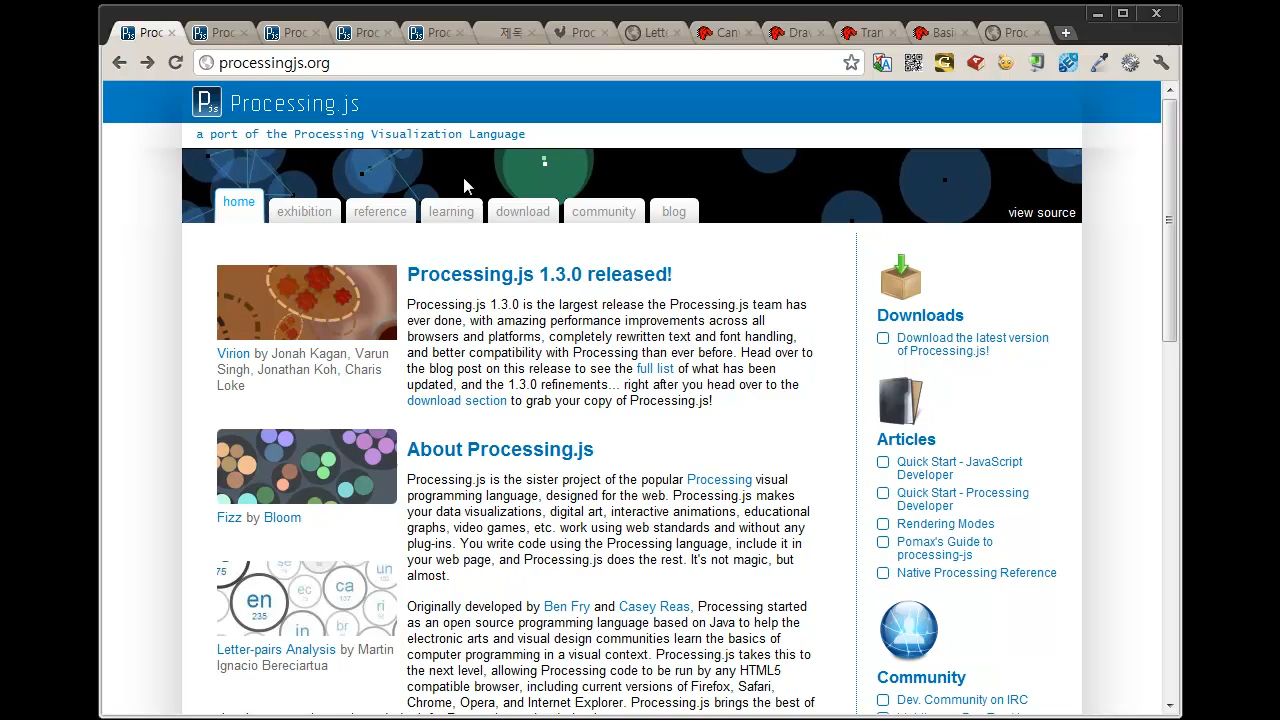 Proc
Proc
Proc
Proc
Proc
제목
Proc
Lett
Can
Dra
Tran
Basi
Proc
processingjs.org
Pjs
Processing.js
a port of the Processing Visualization Language
home
exhibition
reference
learning
download
community
blog
view source
Virion by Jonah Kagan, Varun
Singh, Jonathan Koh, Charis
Loke
Fizz by Bloom
75
se
un
en
235
ec
ca
137
ri
in
br
Letter-pairs Analysis by Martin
Ignacio Bereciartua
Processing.js 1.3.0 released!
Processing.js 1.3.0 is the largest release the Processing.js team has
ever done, with amazing performance improvements across all
browsers and platforms, completely rewritten text and font handling,
and better compatibility with Processing than ever before. Head over to
the blog post on this release to see the full list of what has been
updated, and the 1.3.0 refinements... right after you head over to the
download section to grab your copy of Processing.js!
About Processing.js
Processing.js is the sister project of the popular Processing visual
programming language, designed for the web. Processing.js makes
your data visualizations, digital art, interactive animations, educational
graphs, video games, etc. work using web standards and without any
plug-ins. You write code using the Processing language, include it in
your web page, and Processing.js does the rest. It's not magic, but
almost.
Originally developed by Ben Fry and Casey Reas, Processing started
as an open source programming language based on Java to help the
electronic arts and visual design communities learn the basics of
computer programming in a visual context. Processing.js takes this to
the next level, allowing Processing code to be run by any HTML5
compatible browser, including current versions of Firefox, Safari,
Chrome, Opera, and Internet Explorer. Processing.js brings the best of
Downloads
Download the latest version
of Processing.js!
Articles
Quick Start - JavaScript
Developer
Quick Start - Processing
Developer
Rendering Modes
Pomax's Guide to
processing-js
Native Processing Reference
Community
Dev. Community on IRC